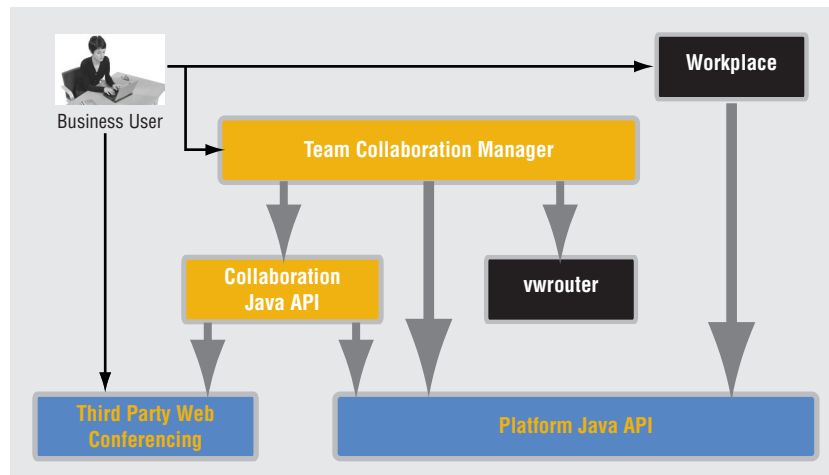 Workplace
Business User
Team Collaboration Manager
Collaboration
Java API
vwrouter
Third Party Web
Conferencing
Platform Java API